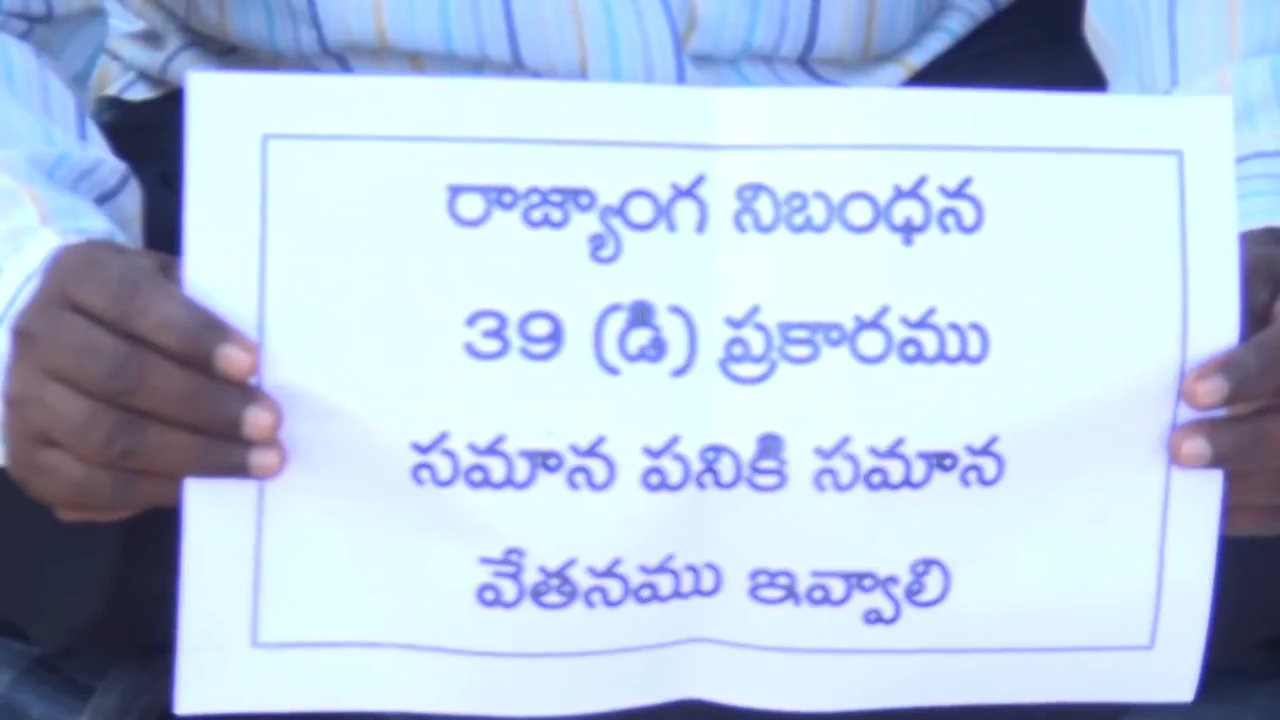 రాజ్యాంగ నిబంధన
39 (డి) ప్రకారము
సమాన పనికి సమాన
వేతనము ఇవ్వాలి